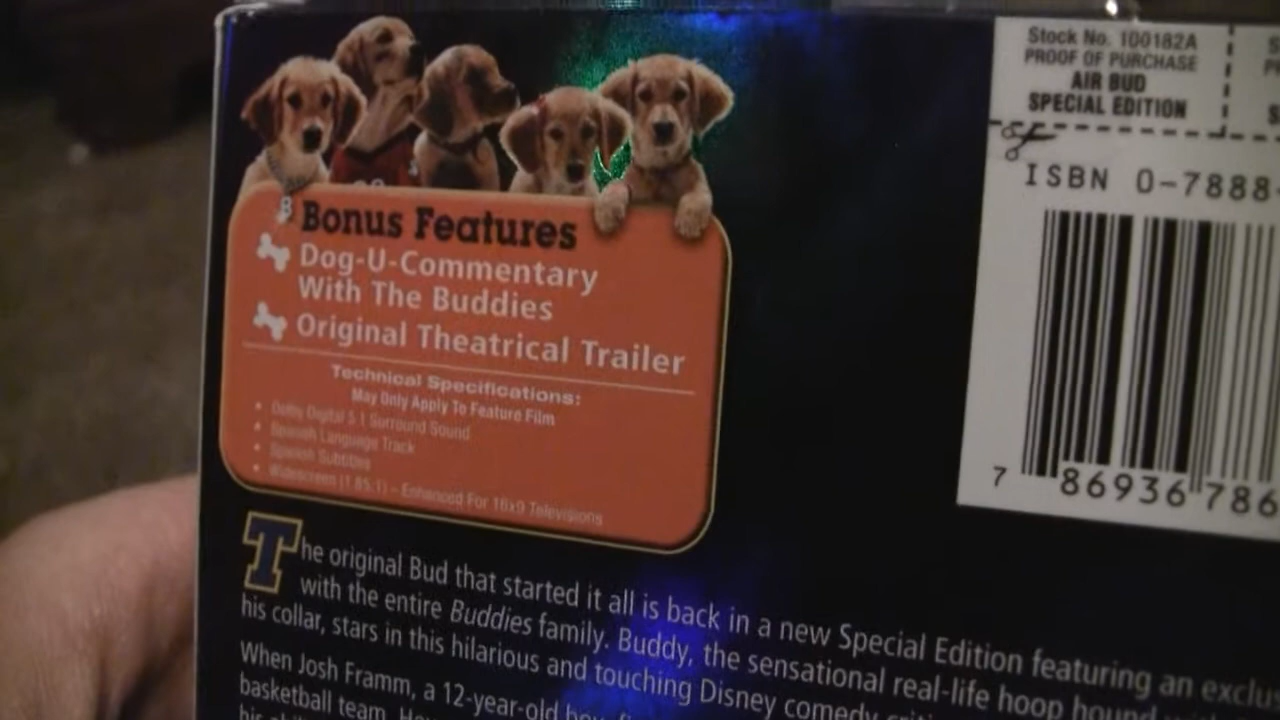 Stock No. 100182A
PROOF OF PURCHASE
AIR BUD
SPECIAL EDITION
ISBN 0-7888-
7 86936 786
Bonus Features
Dog-U-Commentary
With The Buddies
Original Theatrical Trailer
Technical Specifications:
May Only Apply To Feature Film
• Dolby Digital 5.1 Surround Sound
• Spanish Language Track
• Spanish Subtitles
• Widescreen (1.85:1) – Enhanced For 16x9 Televisions
The original Bud that started it all is back in a new Special Edition featuring an
with the entire Buddies family. Buddy, the sensational real-life hoop hound
his collar, stars in this hilarious and touching Disney comedy
When Josh Framm, a 12-year-old boy,
basketball team.